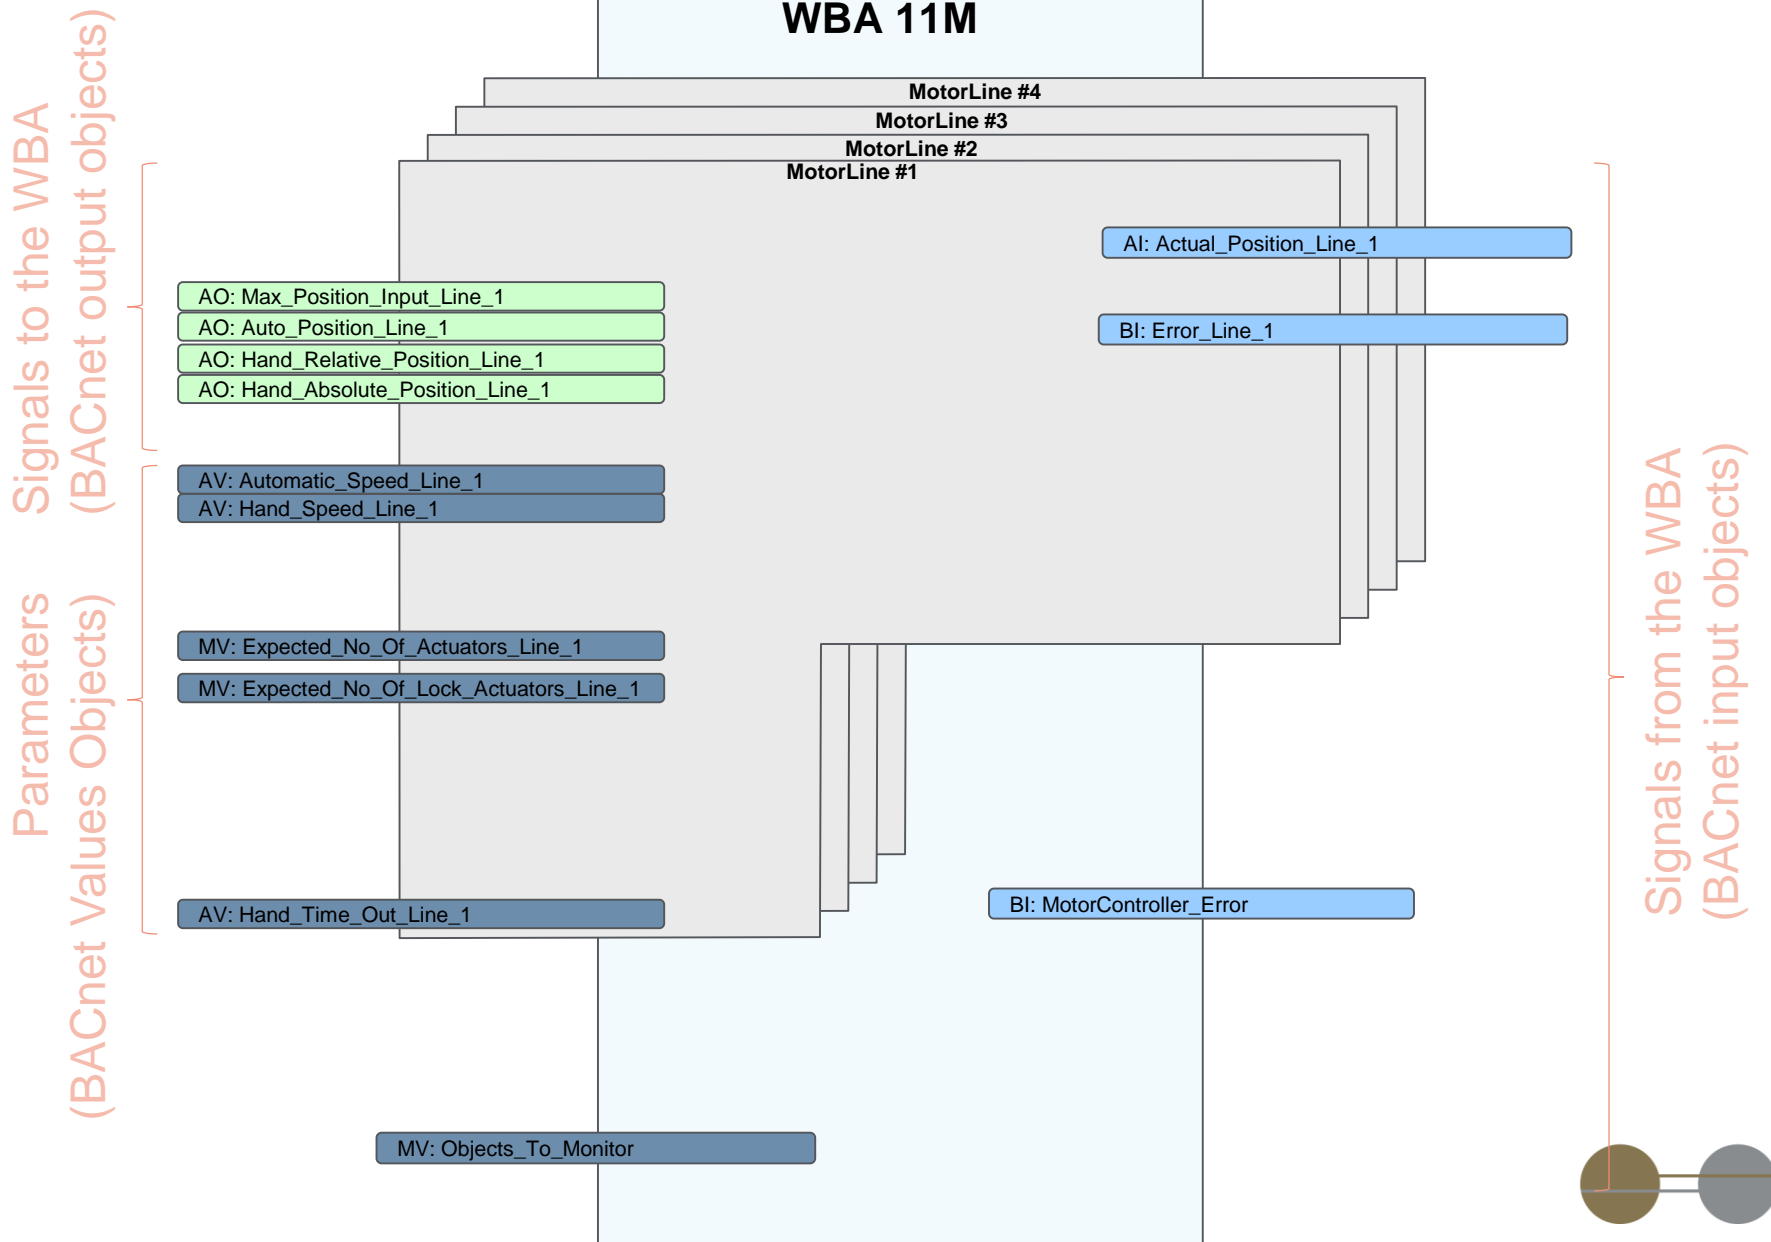 WBA 11M
MotorLine #4
MotorLine #3
MotorLine #2
MotorLine #1
Signals to the WBA
(BACnet output objects)
AO: Max_Position_Input_Line_1
AO: Auto_Position_Line_1
AO: Hand_Relative_Position_Line_1
AO: Hand_Absolute_Position_Line_1
Parameters
(BACnet Values Objects)
AV: Automatic_Speed_Line_1
AV: Hand_Speed_Line_1
MV: Expected_No_Of_Actuators_Line_1
MV: Expected_No_Of_Lock_Actuators_Line_1
AV: Hand_Time_Out_Line_1
MV: Objects_To_Monitor
AI: Actual_Position_Line_1
BI: Error_Line_1
BI: MotorController_Error
Signals from the WBA
(BACnet input objects)